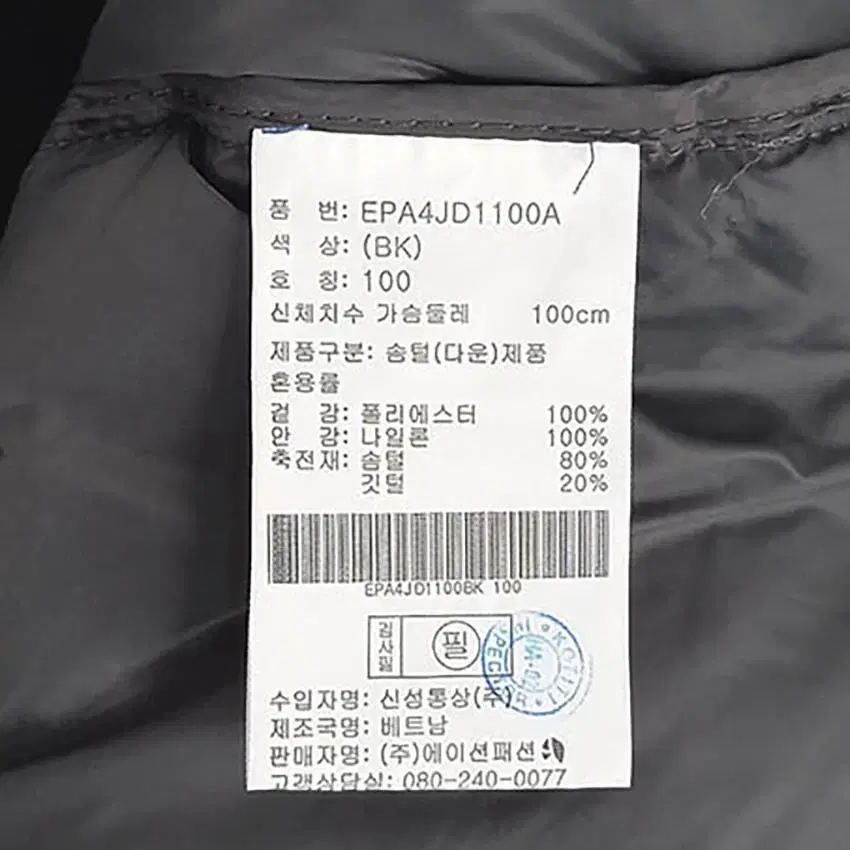 품 번: EPA4JD1100A
색 상: (BK)
호 칭: 100
신체치수 가슴둘레 100cm
제품구분: 솜털(다운)제품
혼용률
겉 감: 폴리에스터 100%
안 감: 나일론 100%
축전재: 솜털 80%
깃털 20%
EPA4JD1100BK 100
검사필
필
KOTITI
수입자명: 신성통상(주)
제조국명: 베트남
판매자명: (주)에이션패션
고객상담실: 080-240-0077